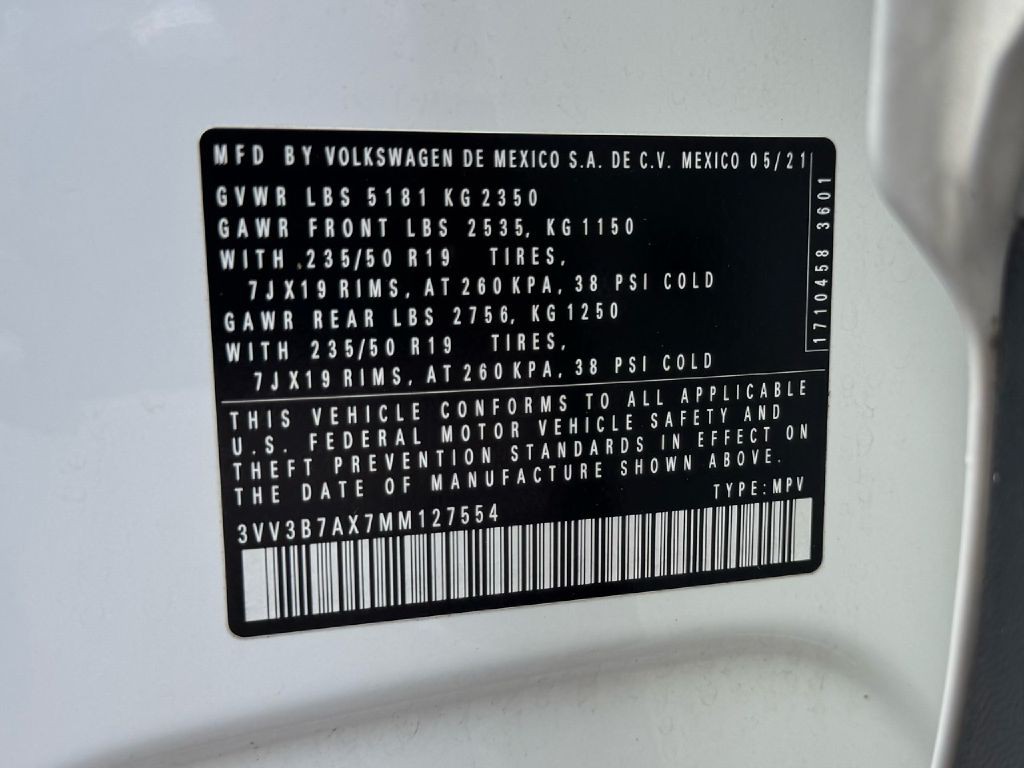 MFD BY VOLKSWAGEN DE MEXICO S.A. DE C.V. MEXICO 05/21
GVWR LBS 5181 KG 2350
GAWR FRONT LBS 2535, KG 1150
WITH 235/50 R19 TIRES,
7JX19 RIMS, AT 260 KPA, 38 PSI COLD
GAWR REAR LBS 2756, KG 1250
WITH 235/50 R19 TIRES,
7JX19 RIMS, AT 260 KPA, 38 PSI COLD
1710458 3601
THIS VEHICLE CONFORMS TO ALL APPLICABLE
U.S. FEDERAL MOTOR VEHICLE SAFETY AND
THEFT PREVENTION STANDARDS IN EFFECT ON
THE DATE OF MANUFACTURE SHOWN ABOVE.
TYPE: MPV
3VV3B7AX7MM127554